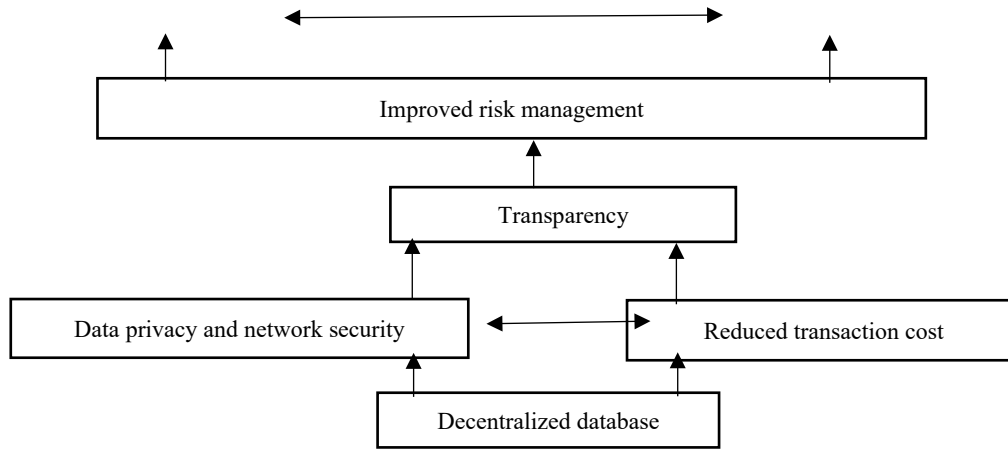 Improved risk management
Transparency
Data privacy and network security
Reduced transaction cost
Decentralized database